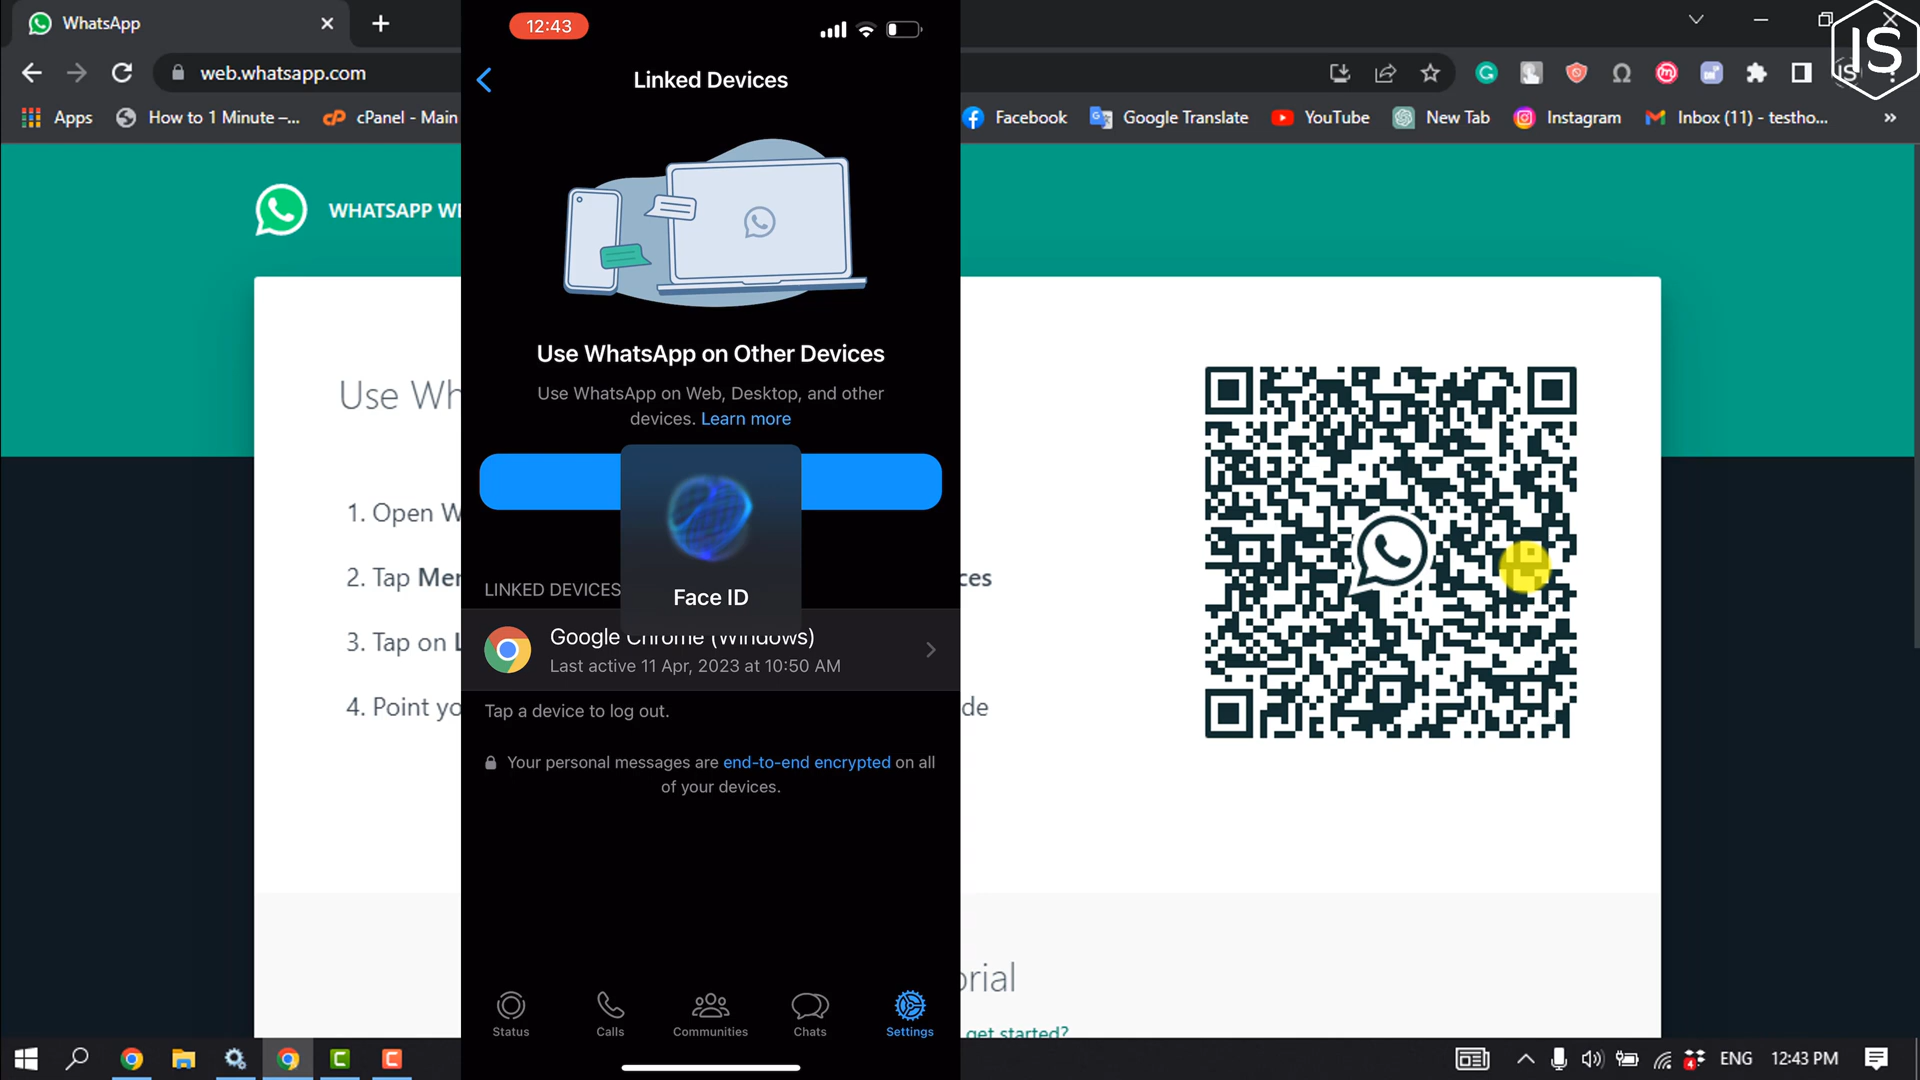 WhatsApp
web.whatsapp.com
Apps
How to 1 Minute –...
cPanel - Main
Facebook
Google Translate
YouTube
New Tab
Instagram
Inbox (11) - testho...
»
IS
12:43
Linked Devices
Use WhatsApp on Other Devices
Use WhatsApp on Web, Desktop, and other
devices. Learn more
Face ID
LINKED DEVICES
Google Chrome (Windows)
Last active 11 Apr, 2023 at 10:50 AM
Tap a device to log out.
Your personal messages are end-to-end encrypted on all
of your devices.
Status
Calls
Communities
Chats
Settings
WHATSAPP WE
Use Wh
1. Open W
2. Tap Men
ces
3. Tap on L
4. Point yo
de
orial
get started?
4
ENG
12:43 PM